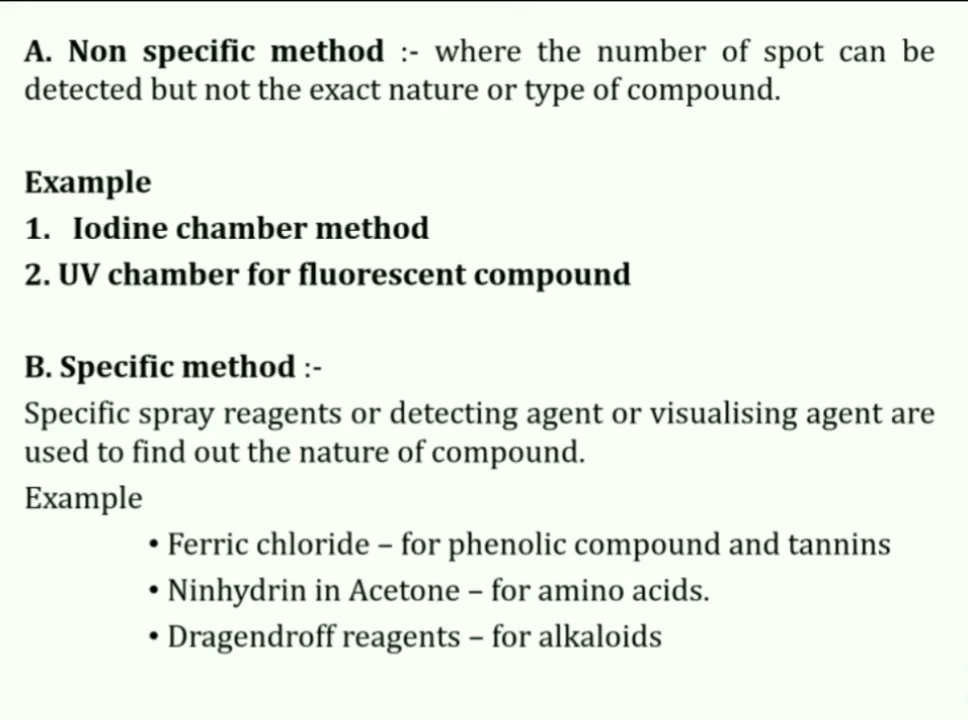 A. Non specific method :- where the number of spot can be
detected but not the exact nature or type of compound.
Example
1. Iodine chamber method
2. UV chamber for fluorescent compound
B. Specific method :-
Specific spray reagents or detecting agent or visualising agent are
used to find out the nature of compound.
Example
• Ferric chloride – for phenolic compound and tannins
• Ninhydrin in Acetone – for amino acids.
• Dragendroff reagents – for alkaloids